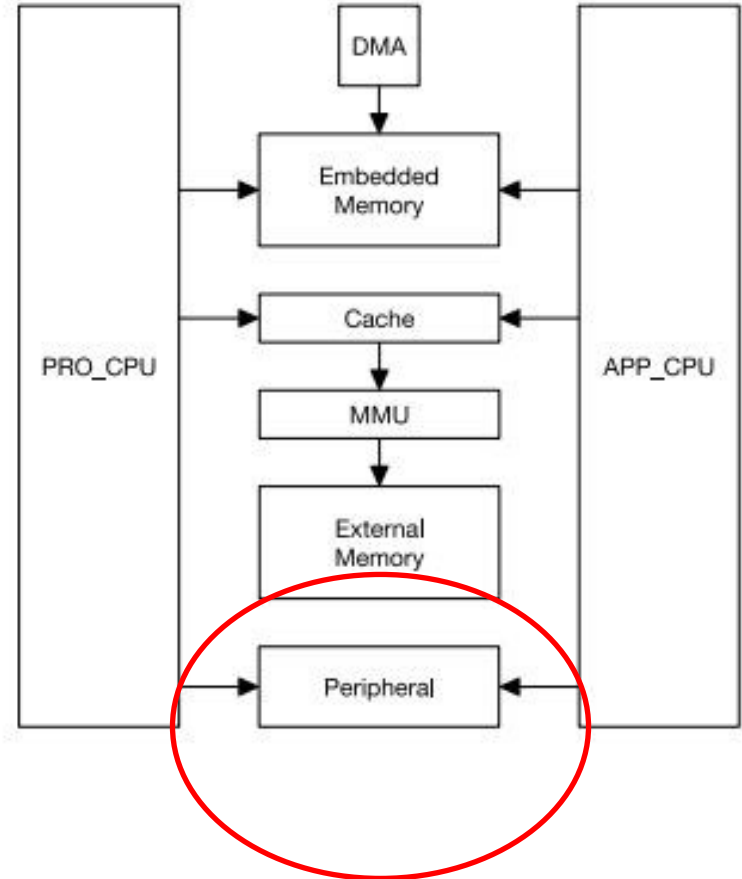 DMA
Embedded
Memory
Cache
PRO_CPU
APP_CPU
MMU
External
Memory
Peripheral